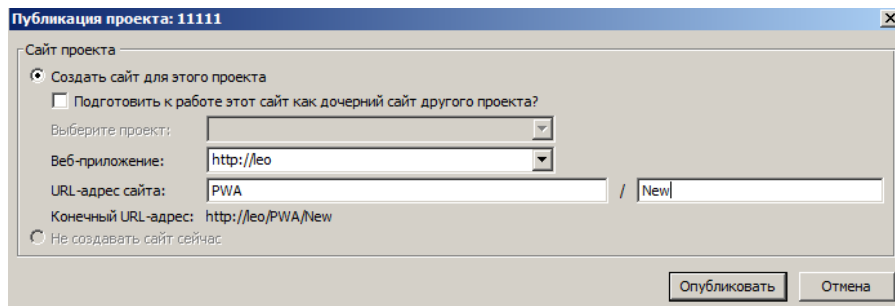 Публикация проекта: 11111
Сайт проекта
Создать сайт для этого проекта
Подготовить к работе этот сайт как дочерний сайт другого проекта?
Выберите проект:
Веб-приложение: http://leo
URL-адрес сайта: PWA / New
Конечный URL-адрес: http://leo/PWA/New
Не создавать сайт сейчас
Опубликовать Отмена